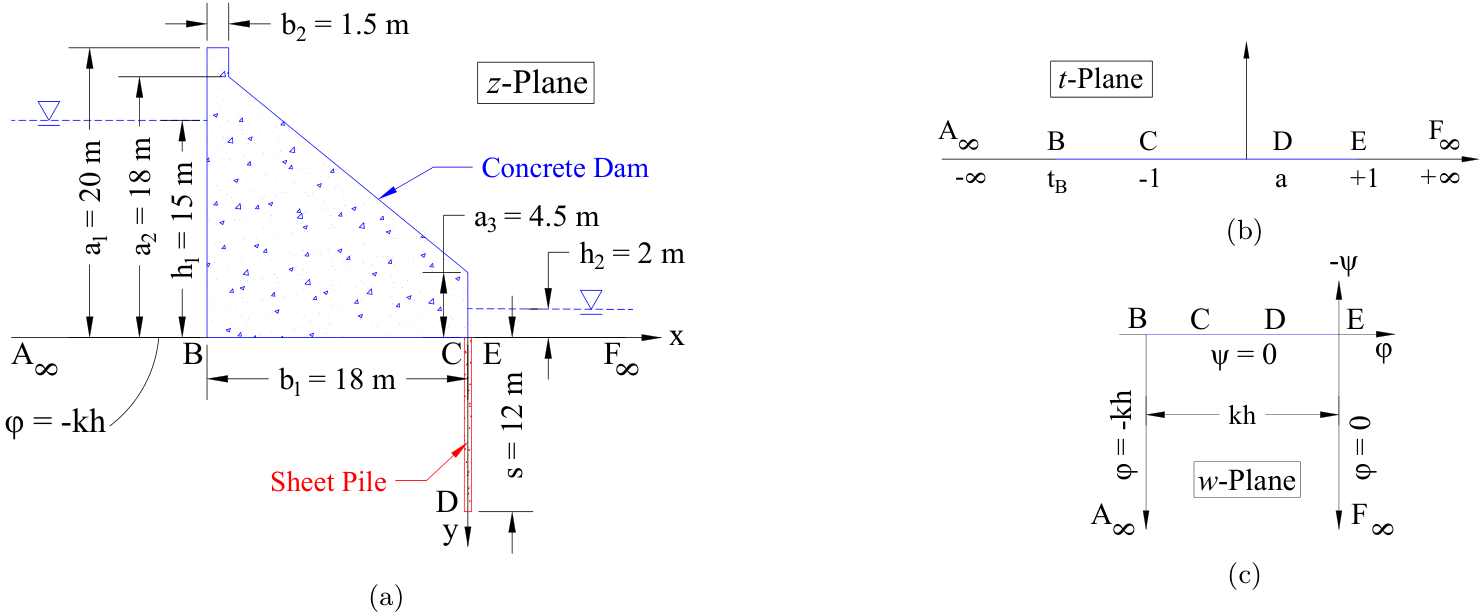 b₂ = 1.5 m
z-Plane
a₁ = 20 m
a₂ = 18 m
h₁ = 15 m
Concrete Dam
a₃ = 4.5 m
h₂ = 2 m
A∞ B C E F∞ x
b₁ = 18 m
φ = -kh
s = 12 m
Sheet Pile
D
y
(a)
t-Plane
A∞ B C D E F∞
-∞ t_B -1 a +1 +∞
(b)
-ψ
B C D E
ψ = 0 φ
φ = -kh
kh
φ = 0
w-Plane
A∞ F∞
(c)